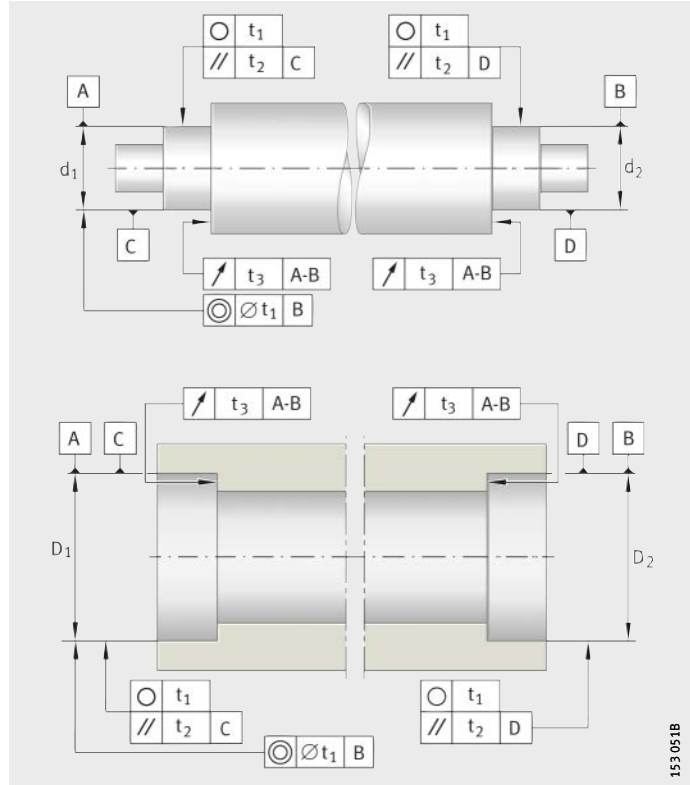 t₁ t₁
t₂ C t₂ D
A B
d₁ d₂
C D
t₃ A-B t₃ A-B
Ø t₁ B
t₃ A-B t₃ A-B
A C D B
D₁ D₂
t₁ t₁
t₂ C t₂ D
Ø t₁ B
153 051B